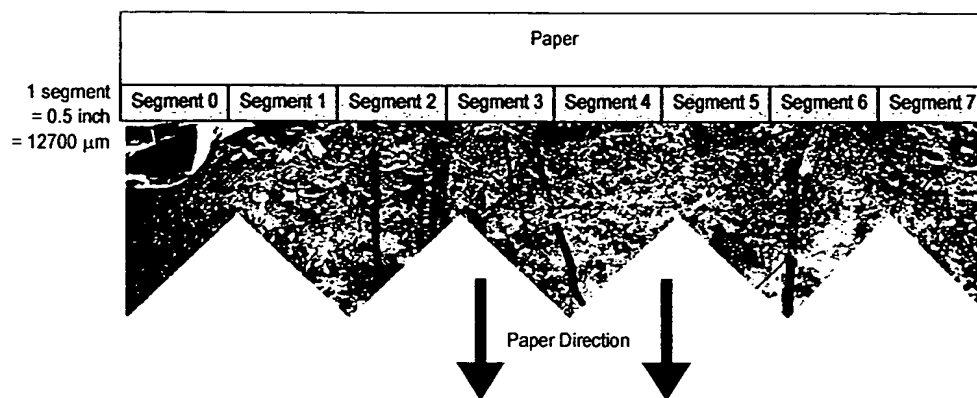 Paper
1 segment
= 0.5 inch
= 12700 µm
Segment 0 Segment 1 Segment 2 Segment 3 Segment 4 Segment 5 Segment 6 Segment 7
Paper Direction